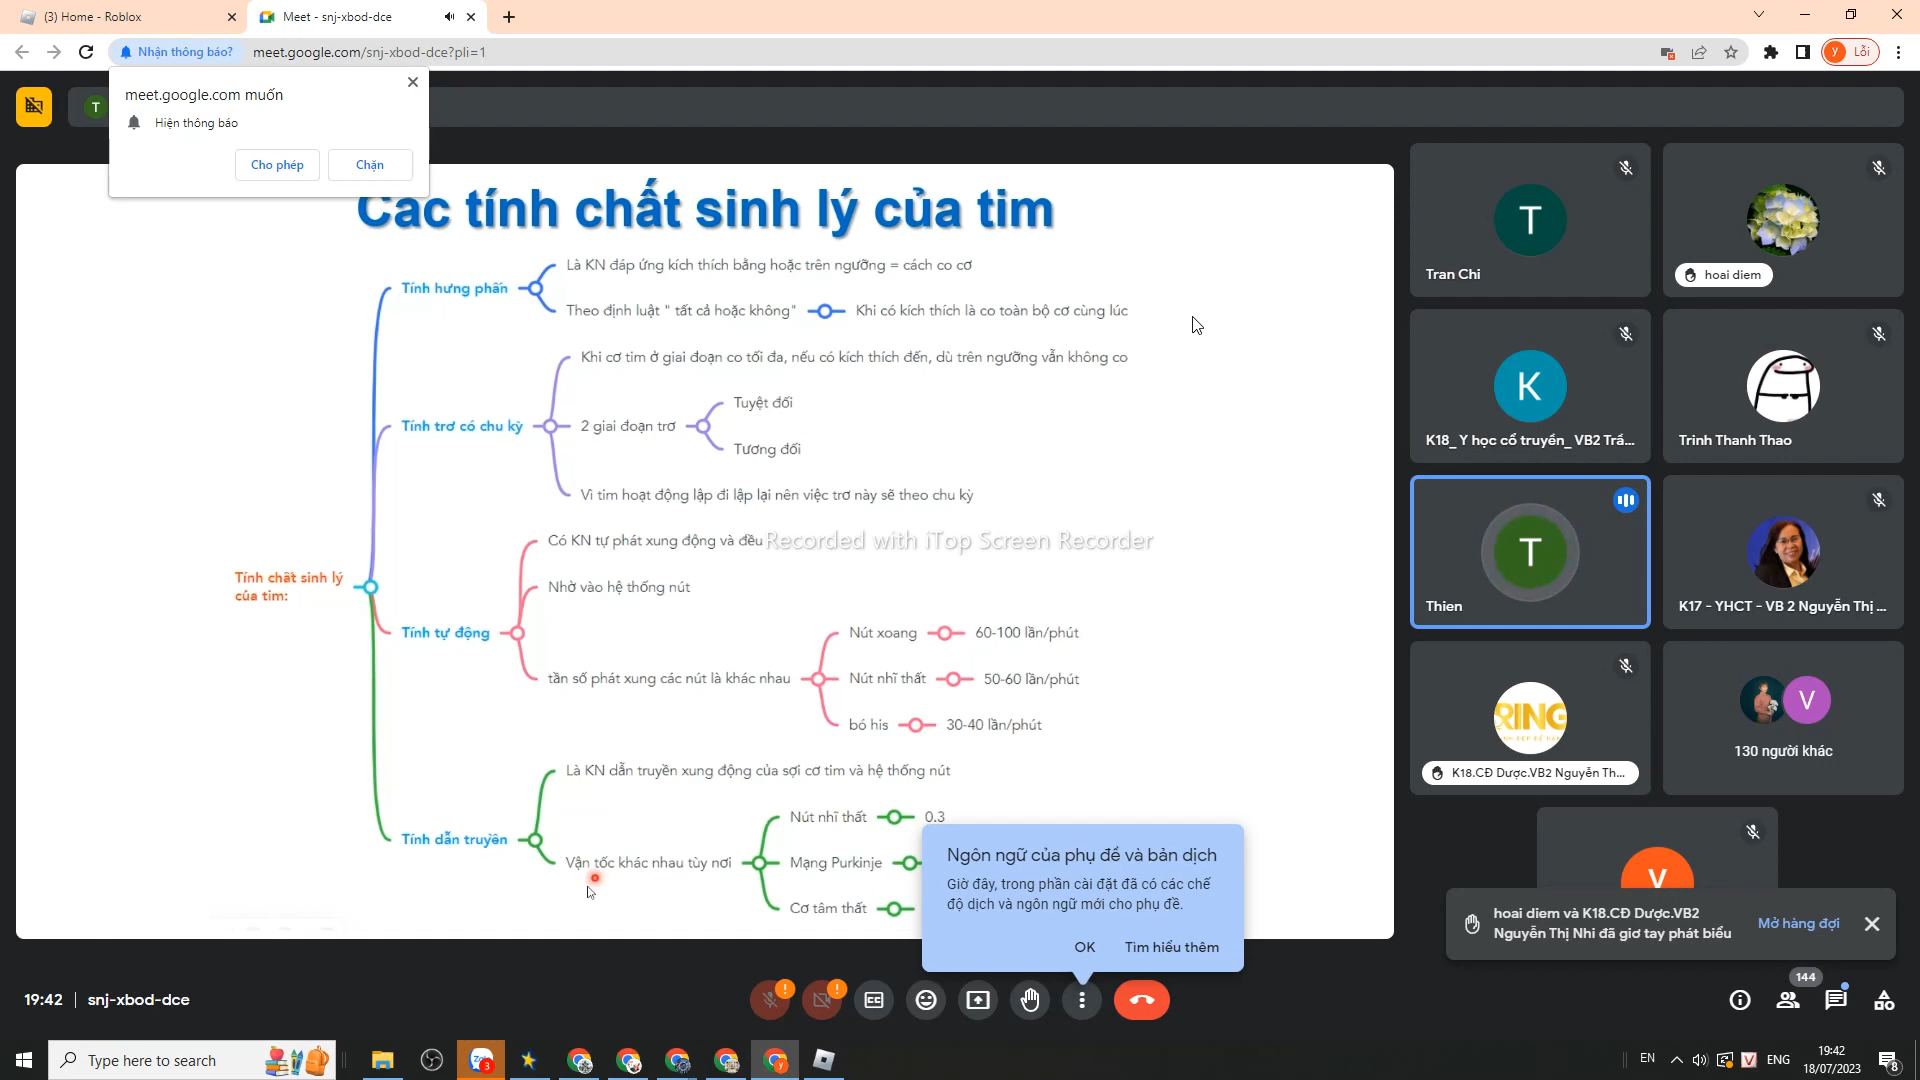 (3) Home - Roblox
Meet - snj-xbod-dce
Nhận thông báo?
meet.google.com/snj-xbod-dce?pli=1
y
Lỗi
meet.google.com muốn
Hiện thông báo
Cho phép
Chặn
T
Các tính chất sinh lý của tim
Là KN đáp ứng kích thích bằng hoặc trên ngưỡng = cách co cơ
Tính hưng phấn
Theo định luật " tất cả hoặc không"
Khi có kích thích là co toàn bộ cơ cùng lúc
Khi cơ tim ở giai đoạn co tối đa, nếu có kích thích đến, dù trên ngưỡng vẫn không co
Tuyệt đối
Tính trơ có chu kỳ
2 giai đoạn trơ
Tương đối
Vì tim hoạt động lập đi lập lại nên việc trơ này sẽ theo chu kỳ
Có KN tự phát xung động và đều
Recorded with iTop Screen Recorder
Tính chất sinh lý
của tim:
Nhờ vào hệ thống nút
Tính tự động
Nút xoang
60-100 lần/phút
tần số phát xung các nút là khác nhau
Nút nhĩ thất
50-60 lần/phút
bó his
30-40 lần/phút
Là KN dẫn truyền xung động của sợi cơ tim và hệ thống nút
Nút nhĩ thất
0.3
Tính dẫn truyền
Vận tốc khác nhau tùy nơi
Mạng Purkinje
Cơ tâm thất
Ngôn ngữ của phụ đề và bản dịch
Giờ đây, trong phần cài đặt đã có các chế
độ dịch và ngôn ngữ mới cho phụ đề.
OK
Tìm hiểu thêm
T
Tran Chi
hoai diem
K
K18_ Y học cổ truyền_ VB2 Trầ...
Trinh Thanh Thao
T
Thien
K17 - YHCT - VB 2 Nguyễn Thị ...
RING
K18.CĐ Dược.VB2 Nguyễn Th...
V
130 người khác
V
hoai diem và K18.CĐ Dược.VB2
Nguyễn Thị Nhi đã giơ tay phát biểu
Mở hàng đợi
19:42
snj-xbod-dce
144
Type here to search
Zalo
3
y
EN
V
ENG
19:42
18/07/2023
8